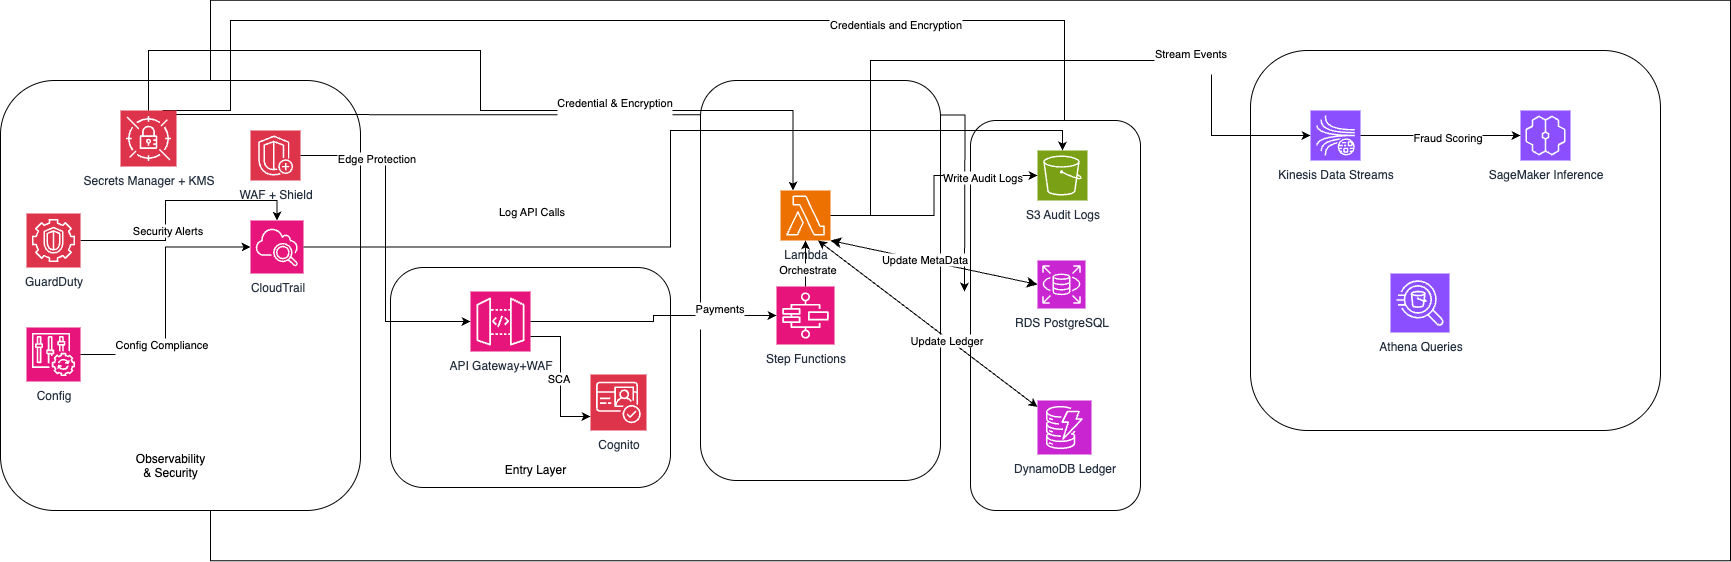 Credentials and Encryption
Stream Events
Credential & Encryption
Secrets Manager + KMS
Edge Protection
WAF + Shield
Security Alerts
GuardDuty
CloudTrail
Config Compliance
Config
Observability
& Security
Log API Calls
API Gateway+WAF
SCA
Cognito
Entry Layer
Payments
Lambda
Orchestrate
Step Functions
Write Audit Logs
S3 Audit Logs
Update MetaData
RDS PostgreSQL
Update Ledger
DynamoDB Ledger
Kinesis Data Streams
Fraud Scoring
SageMaker Inference
Athena Queries